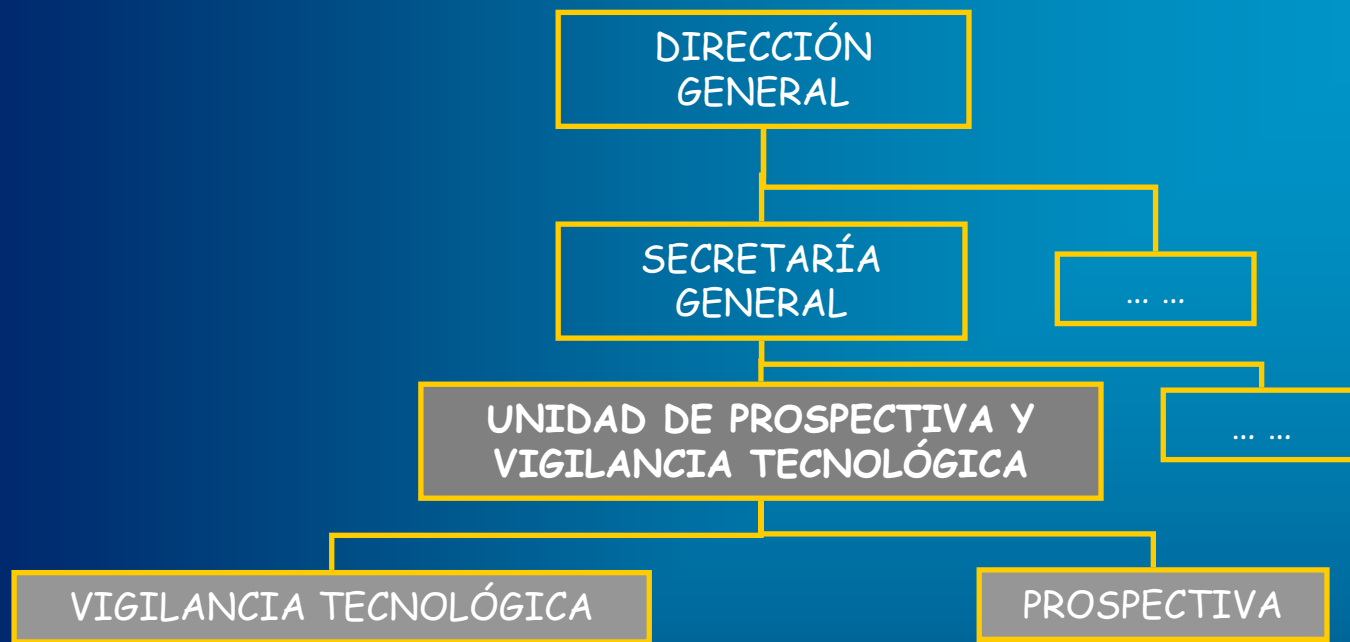 DIRECCIÓN
GENERAL
SECRETARÍA
GENERAL
... ...
UNIDAD DE PROSPECTIVA Y
VIGILANCIA TECNOLÓGICA
... ...
VIGILANCIA TECNOLÓGICA
PROSPECTIVA